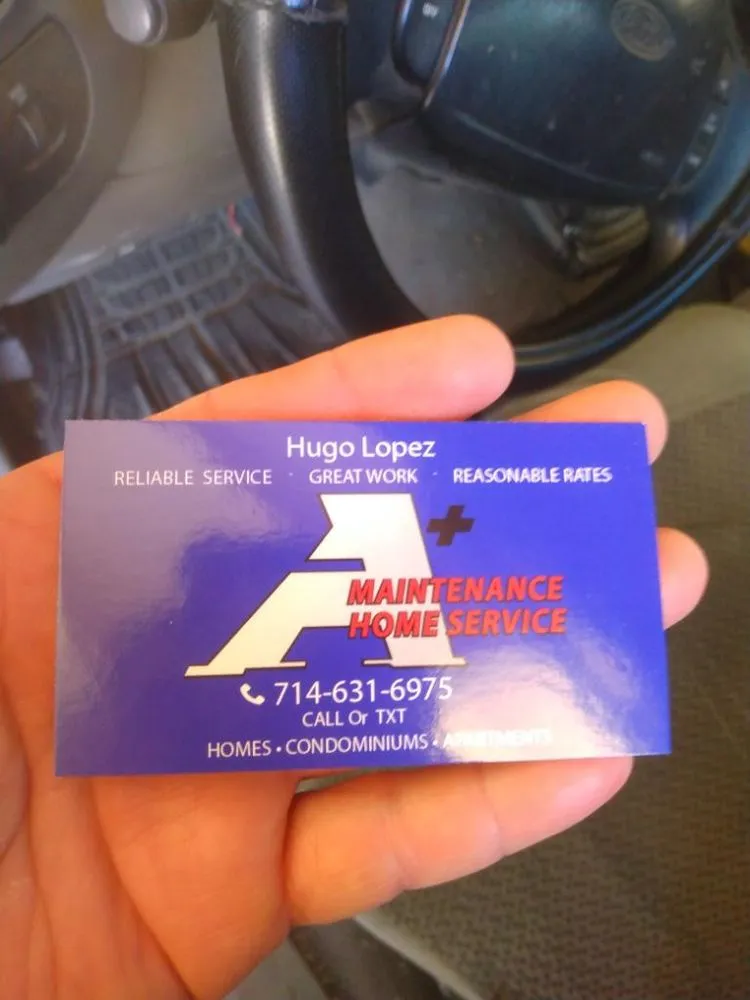 Hugo Lopez
RELIABLE SERVICE - GREAT WORK - REASONABLE RATES
A+
MAINTENANCE
HOME SERVICE
714-631-6975
CALL Or TXT
HOMES • CONDOMINIUMS • APARTMENTS